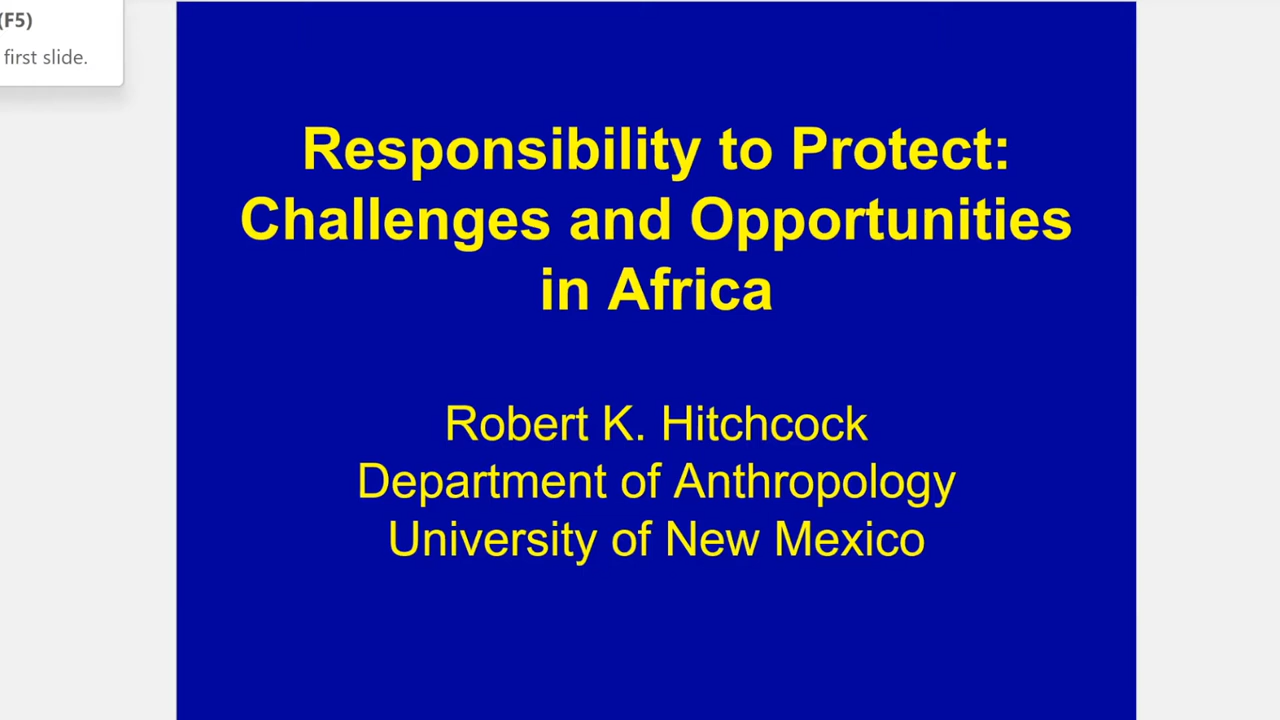 (F5)
first slide.
Responsibility to Protect:
Challenges and Opportunities
in Africa
Robert K. Hitchcock
Department of Anthropology
University of New Mexico